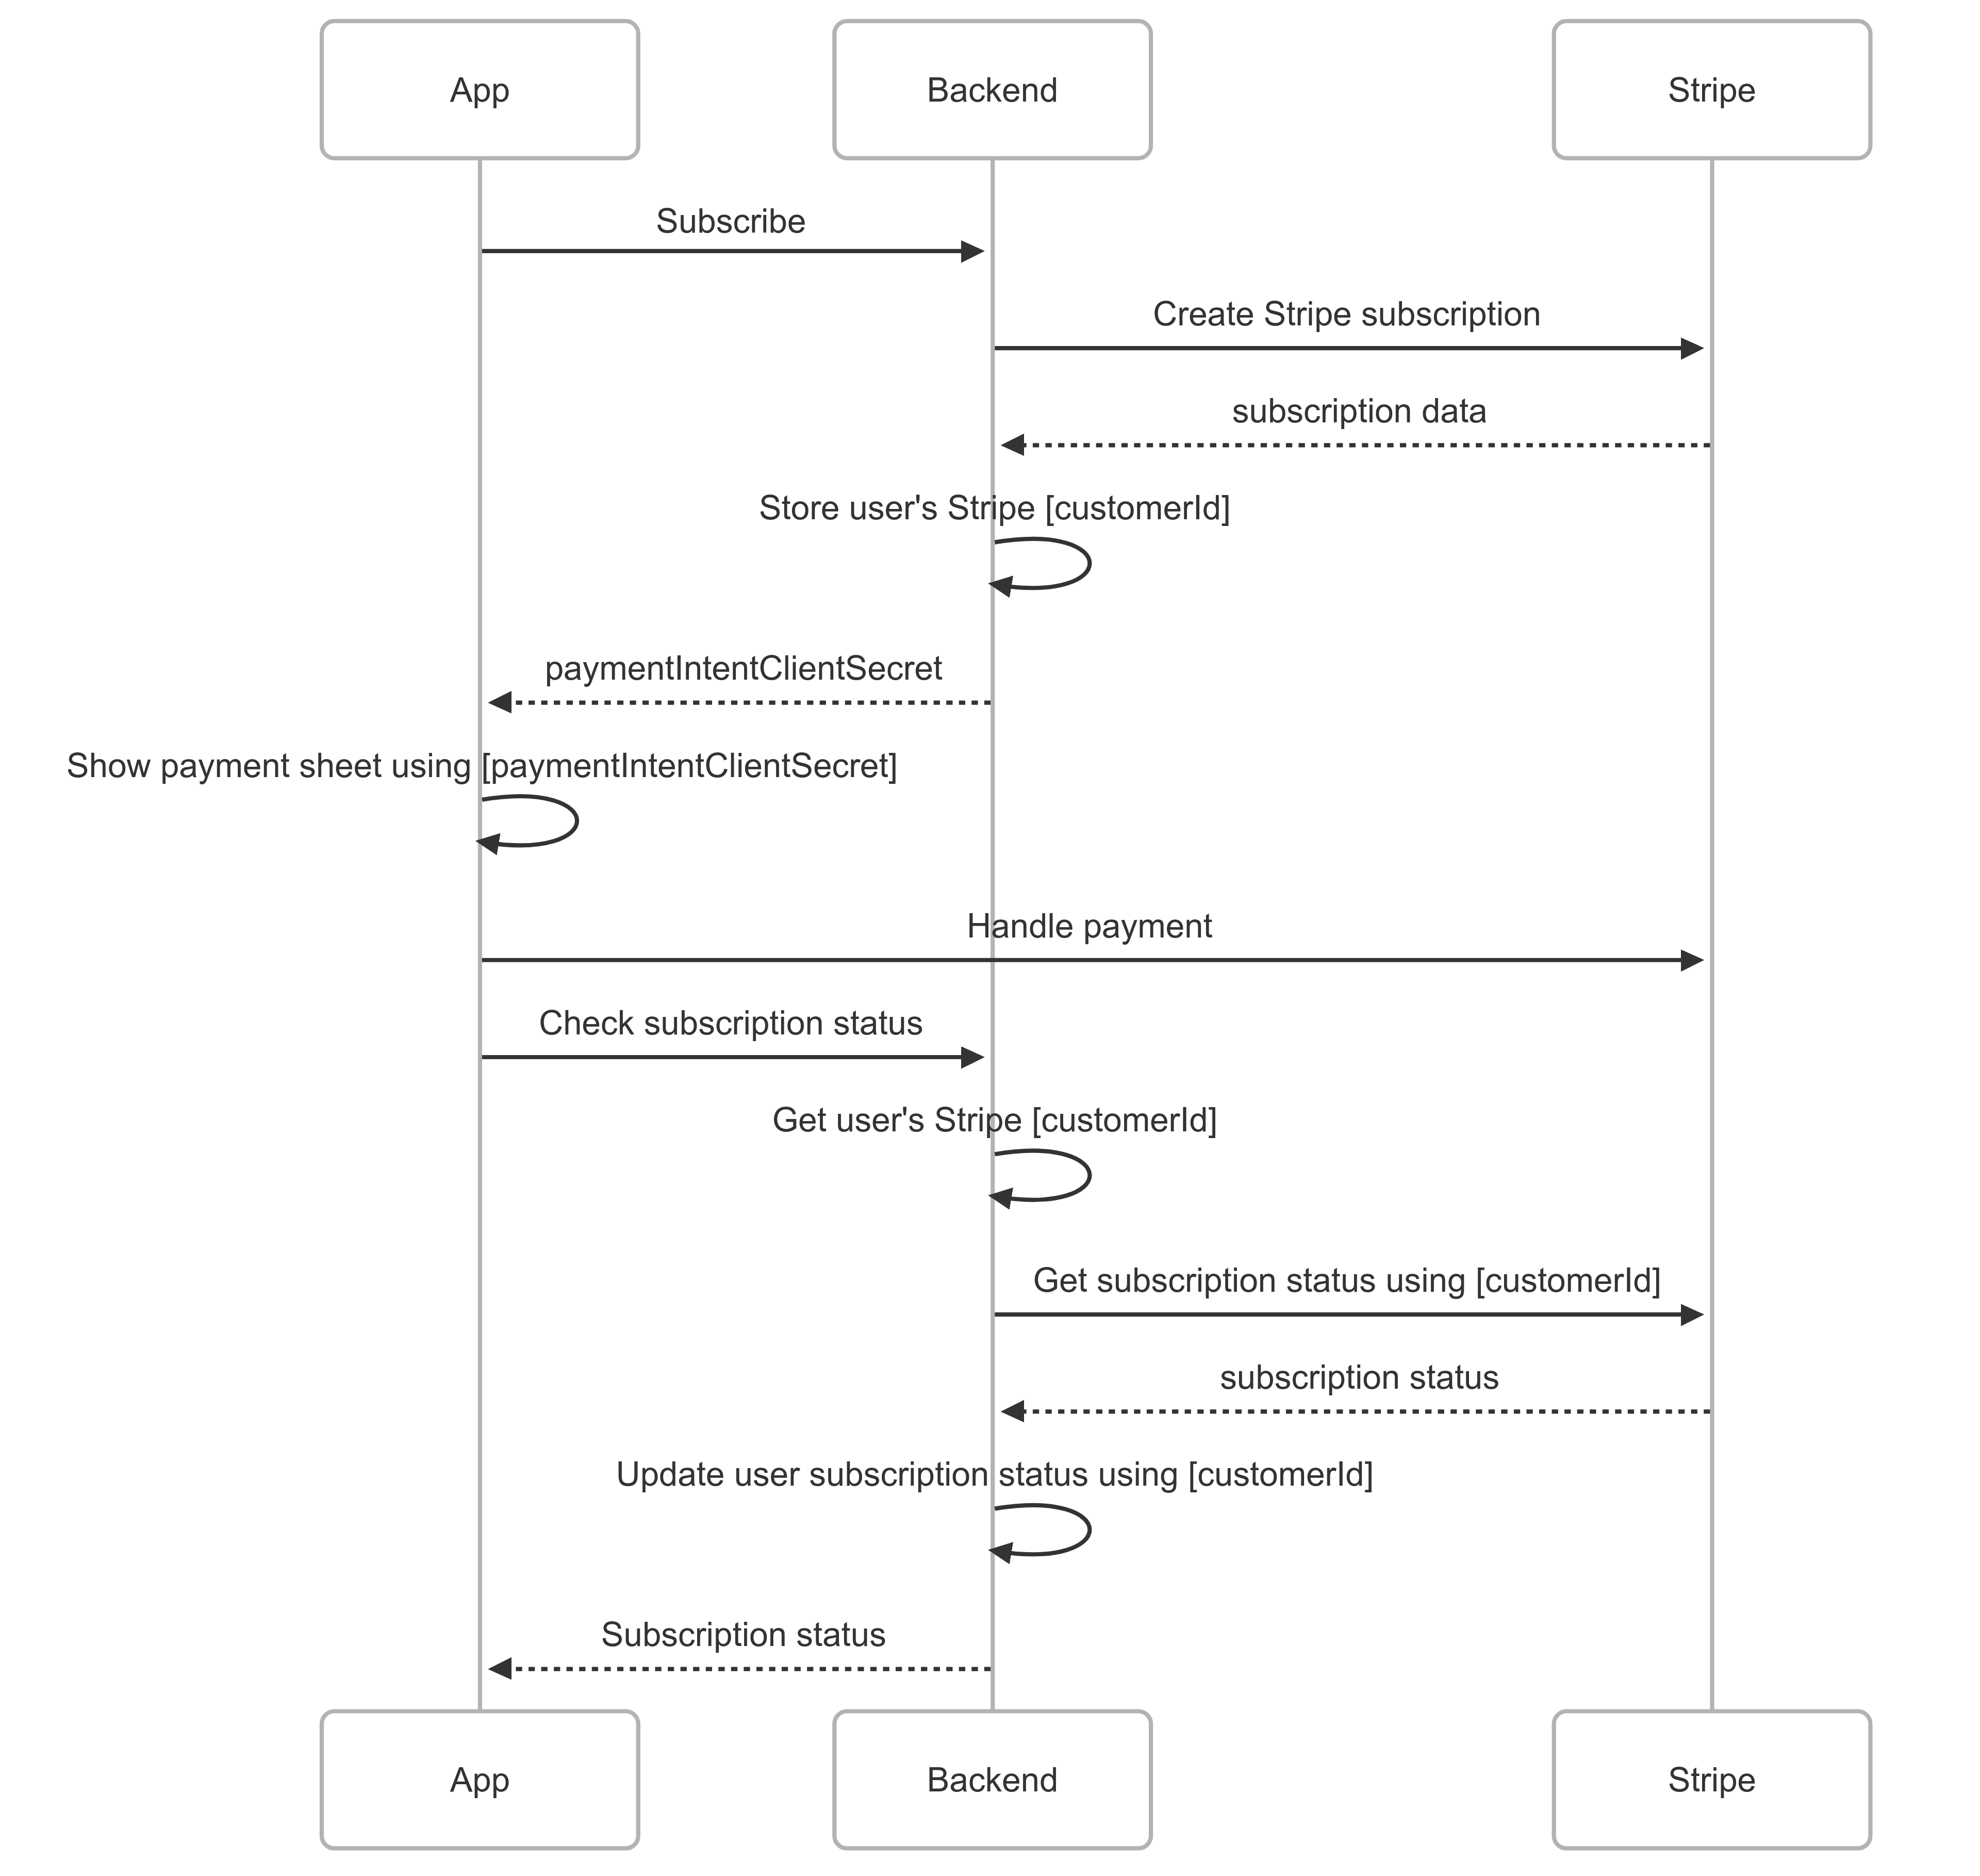 App
Backend
Stripe
Subscribe
Create Stripe subscription
subscription data
Store user's Stripe [customerId]
paymentIntentClientSecret
Show payment sheet using [paymentIntentClientSecret]
Handle payment
Check subscription status
Get user's Stripe [customerId]
Get subscription status using [customerId]
subscription status
Update user subscription status using [customerId]
Subscription status
App
Backend
Stripe